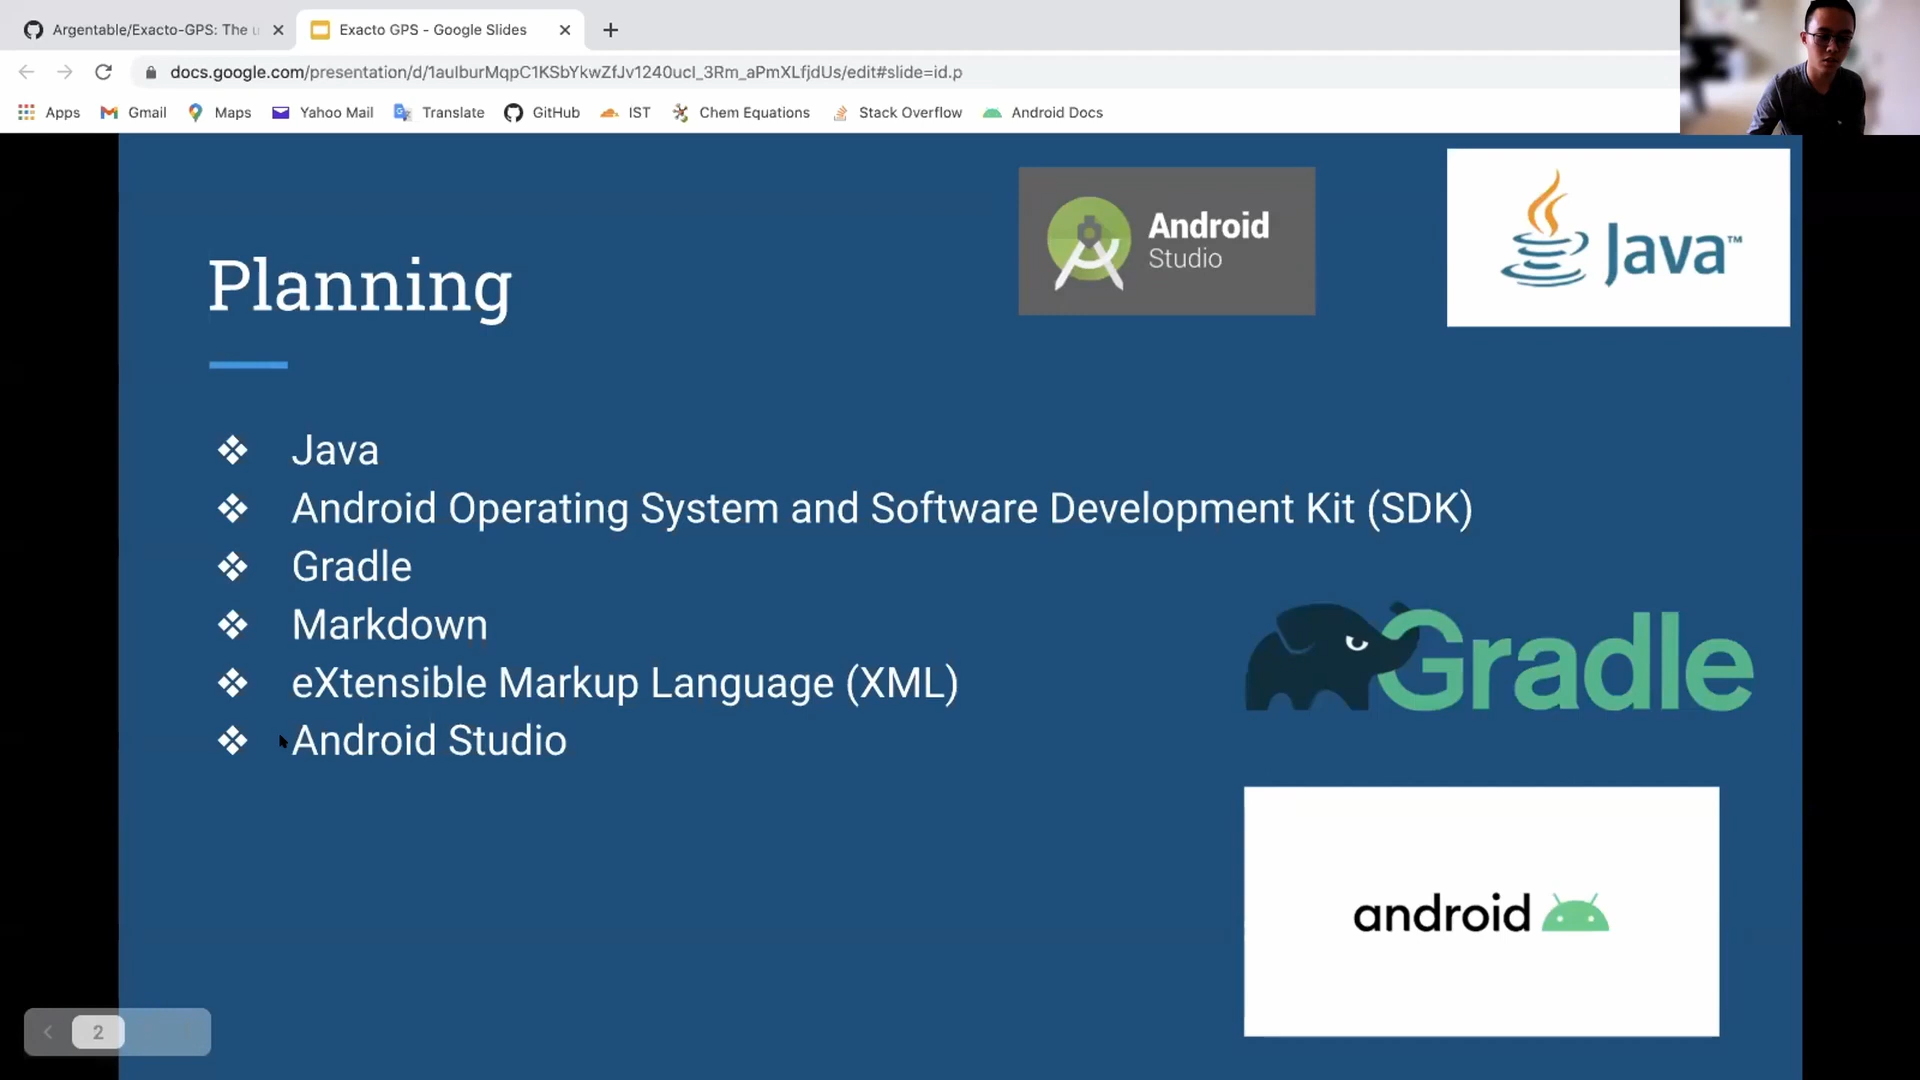 Argentable/Exacto-GPS: The u
Exacto GPS - Google Slides
docs.google.com/presentation/d/1auIburMqpC1KSbYkwZfJv1240ucI_3Rm_aPmXLfjdUs/edit#slide=id.p
Apps Gmail Maps Yahoo Mail Translate GitHub IST Chem Equations Stack Overflow Android Docs
Android
Studio
Java™
Planning
❖ Java
❖ Android Operating System and Software Development Kit (SDK)
❖ Gradle
❖ Markdown
❖ eXtensible Markup Language (XML)
❖ Android Studio
Gradle
android
2